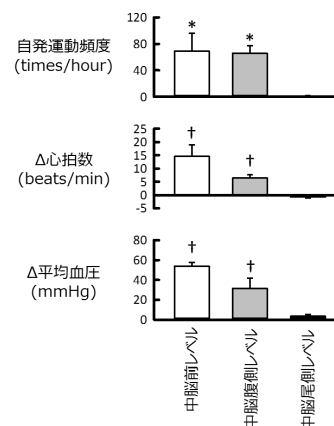 自発運動頻度
(times/hour)
120
80
40
0
*
*
Δ心拍数
(beats/min)
25
20
15
10
5
0
-5
†
†
Δ平均血圧
(mmHg)
80
60
40
20
0
†
†
中脳前レベル
中脳腹側レベル
中脳尾側レベル